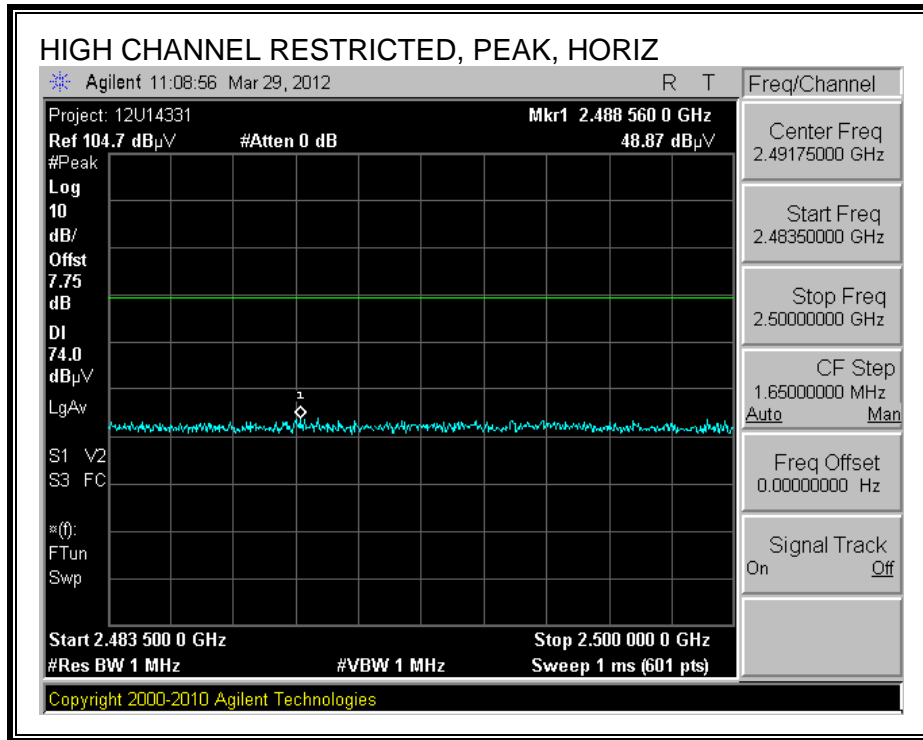 HIGH CHANNEL RESTRICTED, PEAK, HORIZ
Agilent 11:08:56 Mar 29, 2012 R T
Freq/Channel
Project: 12U14331 Mkr1 2.488 560 0 GHz
Ref 104.7 dBµV #Atten 0 dB 48.87 dBµV
#Peak
Log
10
dB/
Offst
7.75
dB
DI
74.0
dBµV
LgAv
1
S1 V2
S3 FC
¤(f):
FTun
Swp
Start 2.483 500 0 GHz Stop 2.500 000 0 GHz
#Res BW 1 MHz #VBW 1 MHz Sweep 1 ms (601 pts)
Center Freq
2.49175000 GHz
Start Freq
2.48350000 GHz
Stop Freq
2.50000000 GHz
CF Step
1.65000000 MHz
Auto Man
Freq Offset
0.00000000 Hz
Signal Track
On Off
Copyright 2000-2010 Agilent Technologies